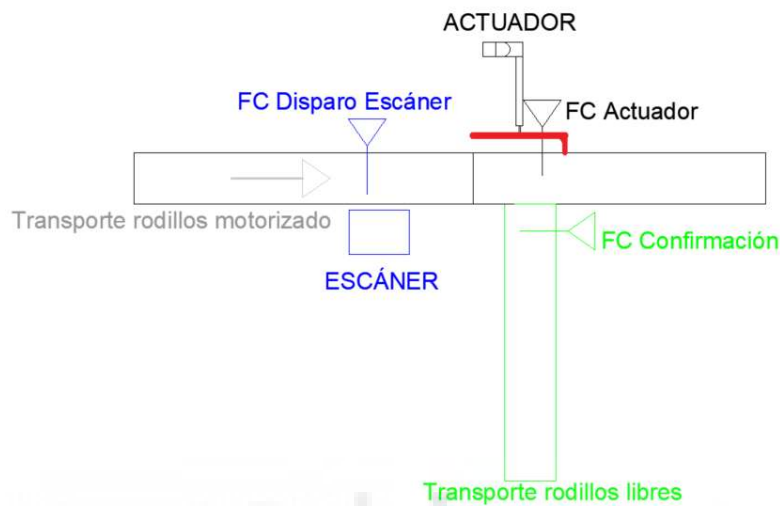 ACTUADOR
FC Disparo Escáner
FC Actuador
Transporte rodillos motorizado
FC Confirmación
ESCÁNER
Transporte rodillos libres